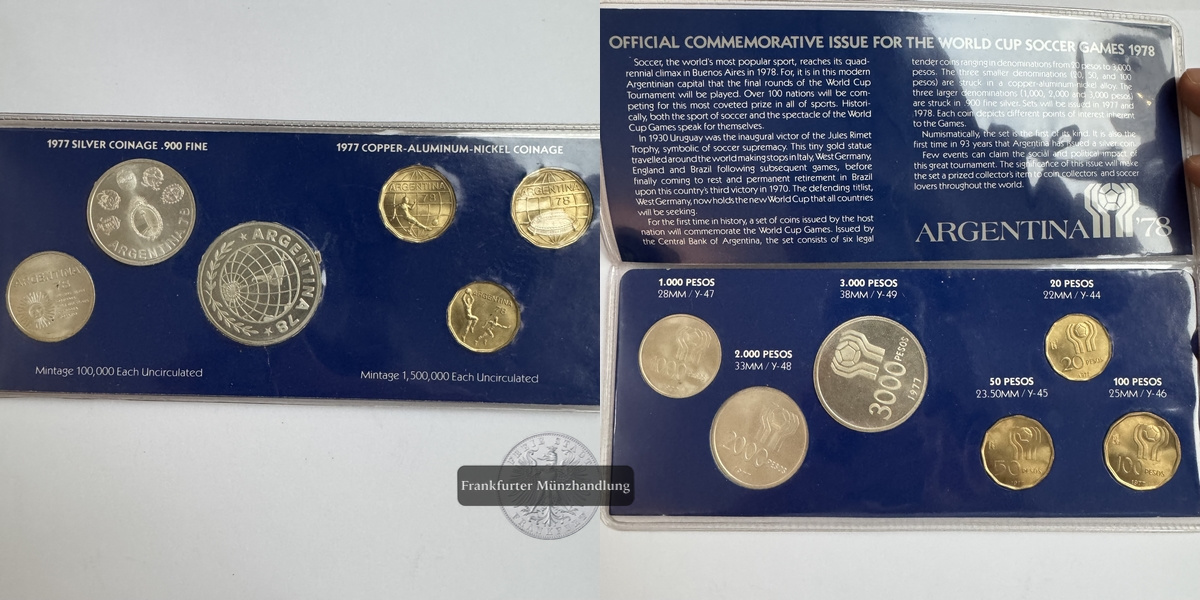 1977 SILVER COINAGE .900 FINE
1977 COPPER-ALUMINUM-NICKEL COINAGE
ARGENTINA 78
ARGENTINA
78
ARGENTINA 78
ARGENTINA
78
ARGENTINA
78
ARGENTINA
78
Mintage 100,000 Each Uncirculated
Mintage 1,500,000 Each Uncirculated
OFFICIAL COMMEMORATIVE ISSUE FOR THE WORLD CUP SOCCER GAMES 1978
Soccer, the world's most popular sport, reaches its quad-
rennial climax in Buenos Aires in 1978. For, it is in this modern
Argentinian capital that the final rounds of the World Cup
Tournament will be played. Over 100 nations will be com-
peting for this most coveted prize in all of sports. Histori-
cally, both the sport of soccer and the spectacle of the World
Cup Games speak for themselves.
In 1930 Uruguay was the inaugural victor of the Jules Rimet
Trophy, symbolic of soccer supremacy. This tiny gold statue
travelled around the world making stops in Italy, West Germany,
England and Brazil following subsequent games, before
finally coming to rest and permanent retirement in Brazil
upon this country's third victory in 1970. The defending titlist,
West Germany, now holds the new World Cup that all countries
will be seeking.
For the first time in history, a set of coins issued by the host
nation will commemorate the World Cup Games. Issued by
the Central Bank of Argentina, the set consists of six legal
tender coins ranging in denominations from 20 pesos to 3,000
pesos. The three smaller denominations (20, 50, and 100
pesos) are struck in a copper-aluminum-nickel alloy. The
three larger denominations (1,000, 2,000 and 3,000 pesos)
are struck in .900 fine silver. Sets will be issued in 1977 and
1978. Each coin depicts different points of interest inherent
to the Games.
Numismatically, the set is the first of its kind. It is also the
first time in 93 years that Argentina has issued a silver coin.
Few events can claim the social and political impact of
this great tournament. The significance of this issue will make
the set a prized collector's item to coin collectors and soccer
lovers throughout the world.
ARGENTINA '78
1.000 PESOS
28MM / Y-47
3.000 PESOS
38MM / Y-49
20 PESOS
22MM / Y-44
2.000 PESOS
33MM / Y-48
50 PESOS
23.50MM / Y-45
100 PESOS
25MM / Y-46
1000
PESOS
2000 PESOS
1977
3000 PESOS
1977
20 PESOS
1977
50 PESOS
1977
100 PESOS
1977
Frankfurter Münzhandlung